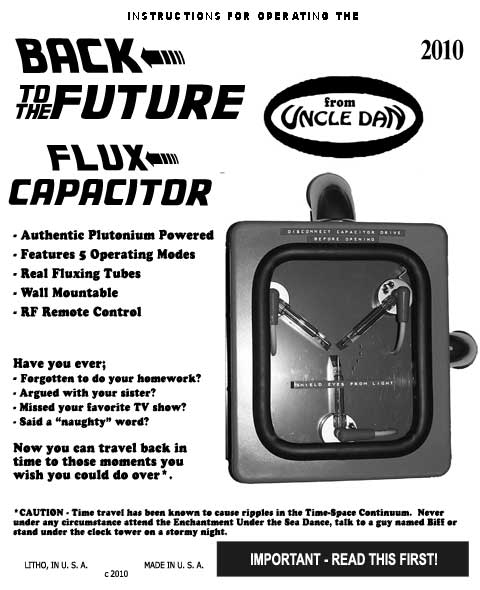 INSTRUCTIONS FOR OPERATING THE
BACK
TO THE FUTURE
FLUX
CAPACITOR
2010
from
UNCLE DAN
- Authentic Plutonium Powered
- Features 5 Operating Modes
- Real Fluxing Tubes
- Wall Mountable
- RF Remote Control
DISCONNECT CAPACITOR DRIVE
BEFORE OPENING
SHIELD EYES FROM LIGHT
Have you ever;
- Forgotten to do your homework?
- Argued with your sister?
- Missed your favorite TV show?
- Said a “naughty” word?
Now you can travel back in
time to those moments you
wish you could do over*.
*CAUTION - Time travel has been known to cause ripples in the Time-Space Continuum. Never
under any circumstance attend the Enchantment Under the Sea Dance, talk to a guy named Biff or
stand under the clock tower on a stormy night.
LITHO, IN U. S. A.
c 2010
MADE IN U. S. A.
IMPORTANT - READ THIS FIRST!